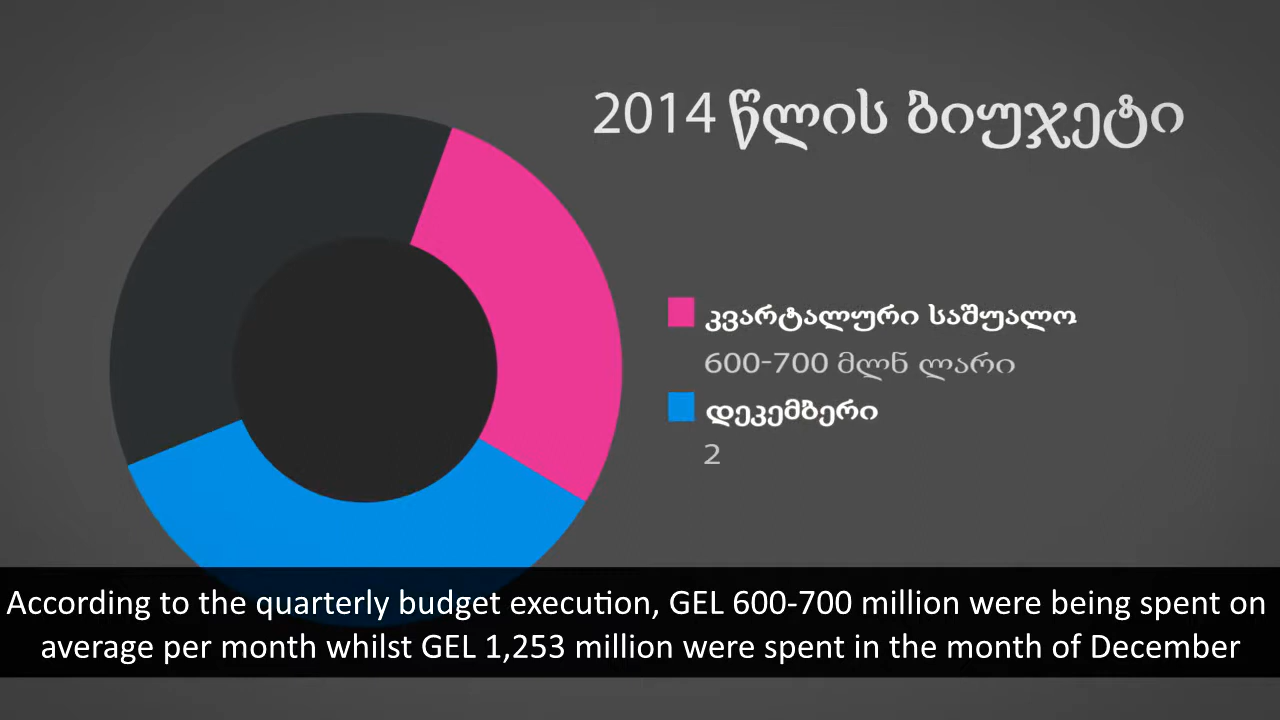 2014 წლის ბიუჯეტი
კვარტალური საშუალო
600-700 მლნ ლარი
დეკემბერი
2
According to the quarterly budget execution, GEL 600-700 million were being spent on
average per month whilst GEL 1,253 million were spent in the month of December